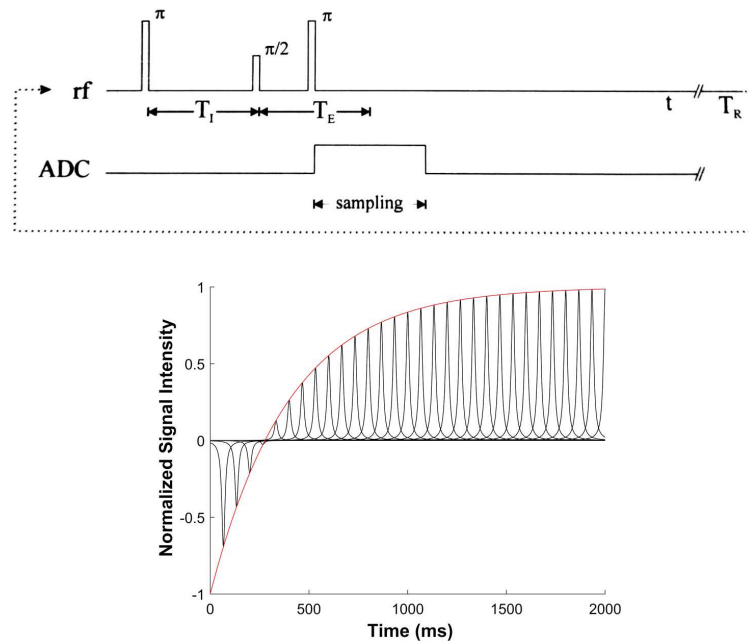 π
π/2
π
rf
T_I
T_E
t
T_R
ADC
sampling
1
0.5
0
-0.5
-1
Normalized Signal Intensity
0
500
1000
1500
2000
Time (ms)